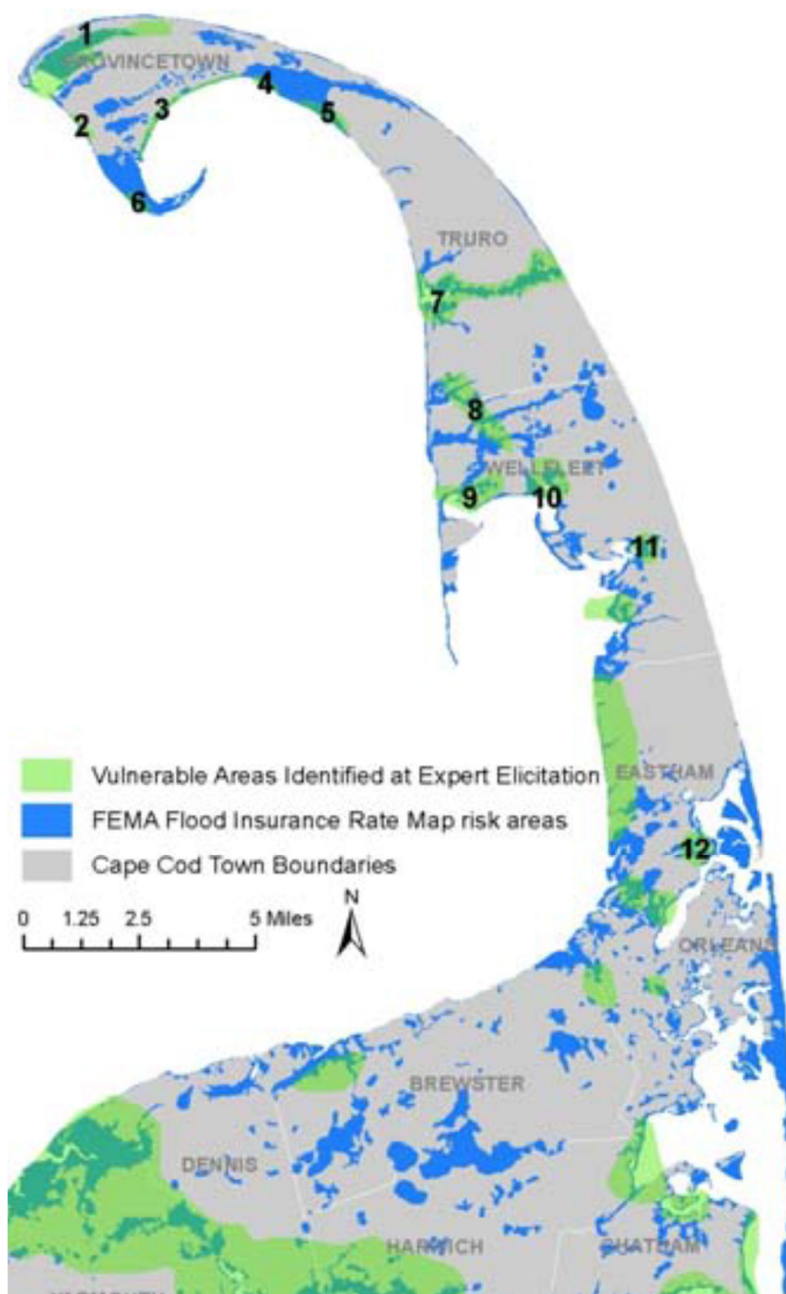 1
PROVINCETOWN
2
3
4
5
6
TRURO
7
8
WELLFLEET
9
10
11
Vulnerable Areas Identified at Expert Elicitation
EASTHAM
FEMA Flood Insurance Rate Map risk areas
12
Cape Cod Town Boundaries
N
0 1.25 2.5 5 Miles
ORLEANS
BREWSTER
DENNIS
HARWICH
CHATHAM